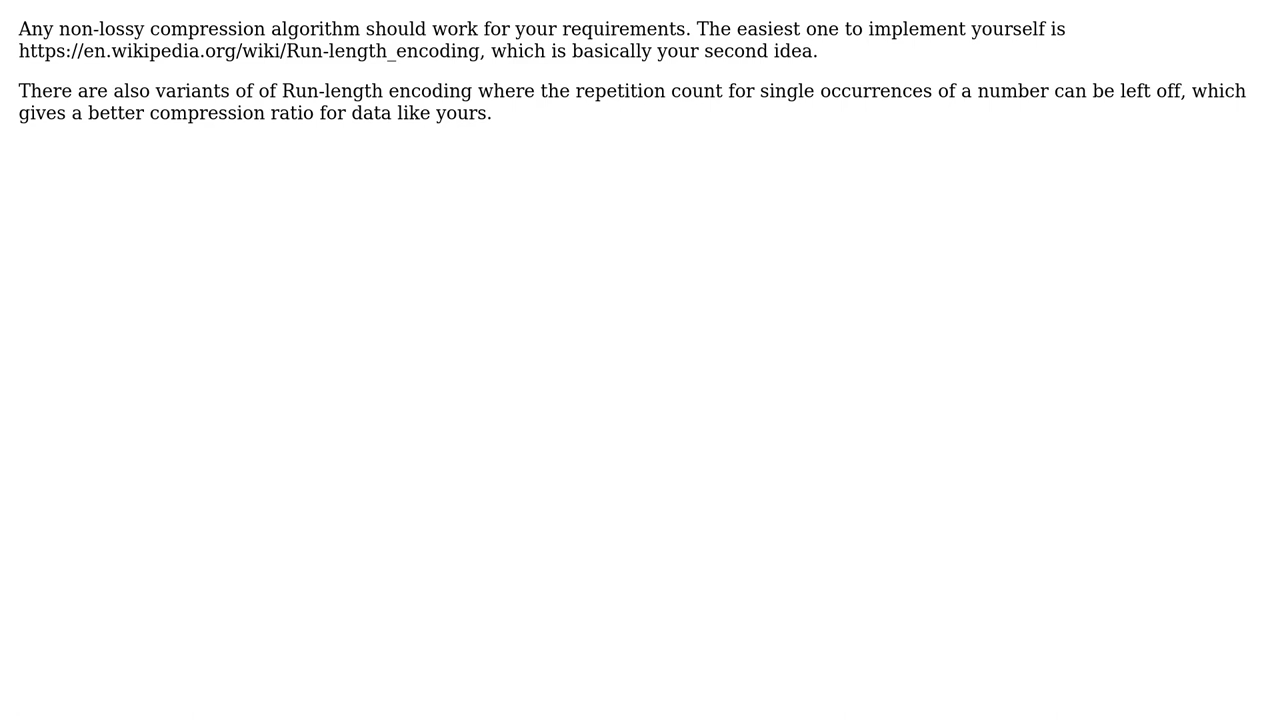 Any non-lossy compression algorithm should work for your requirements. The easiest one to implement yourself is
https://en.wikipedia.org/wiki/Run-length_encoding, which is basically your second idea.
There are also variants of of Run-length encoding where the repetition count for single occurrences of a number can be left off, which
gives a better compression ratio for data like yours.